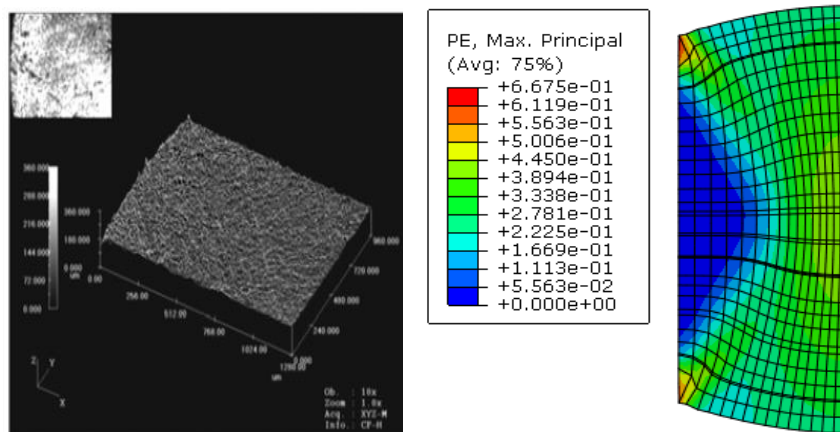 360.000
288.000
216.000
144.000
72.000
0.000
360.000
180.000
0.000
um
0.00
256.00
512.00
768.00
1024.00
1280.00
um
0.000
240.000
480.000
720.000
960.000
Z
Y
X
Ob. : 10x
Zoom : 1.0x
Acq. : XYZ-M
Info.: CF-H
PE, Max. Principal
(Avg: 75%)
+6.675e-01
+6.119e-01
+5.563e-01
+5.006e-01
+4.450e-01
+3.894e-01
+3.338e-01
+2.781e-01
+2.225e-01
+1.669e-01
+1.113e-01
+5.563e-02
+0.000e+00